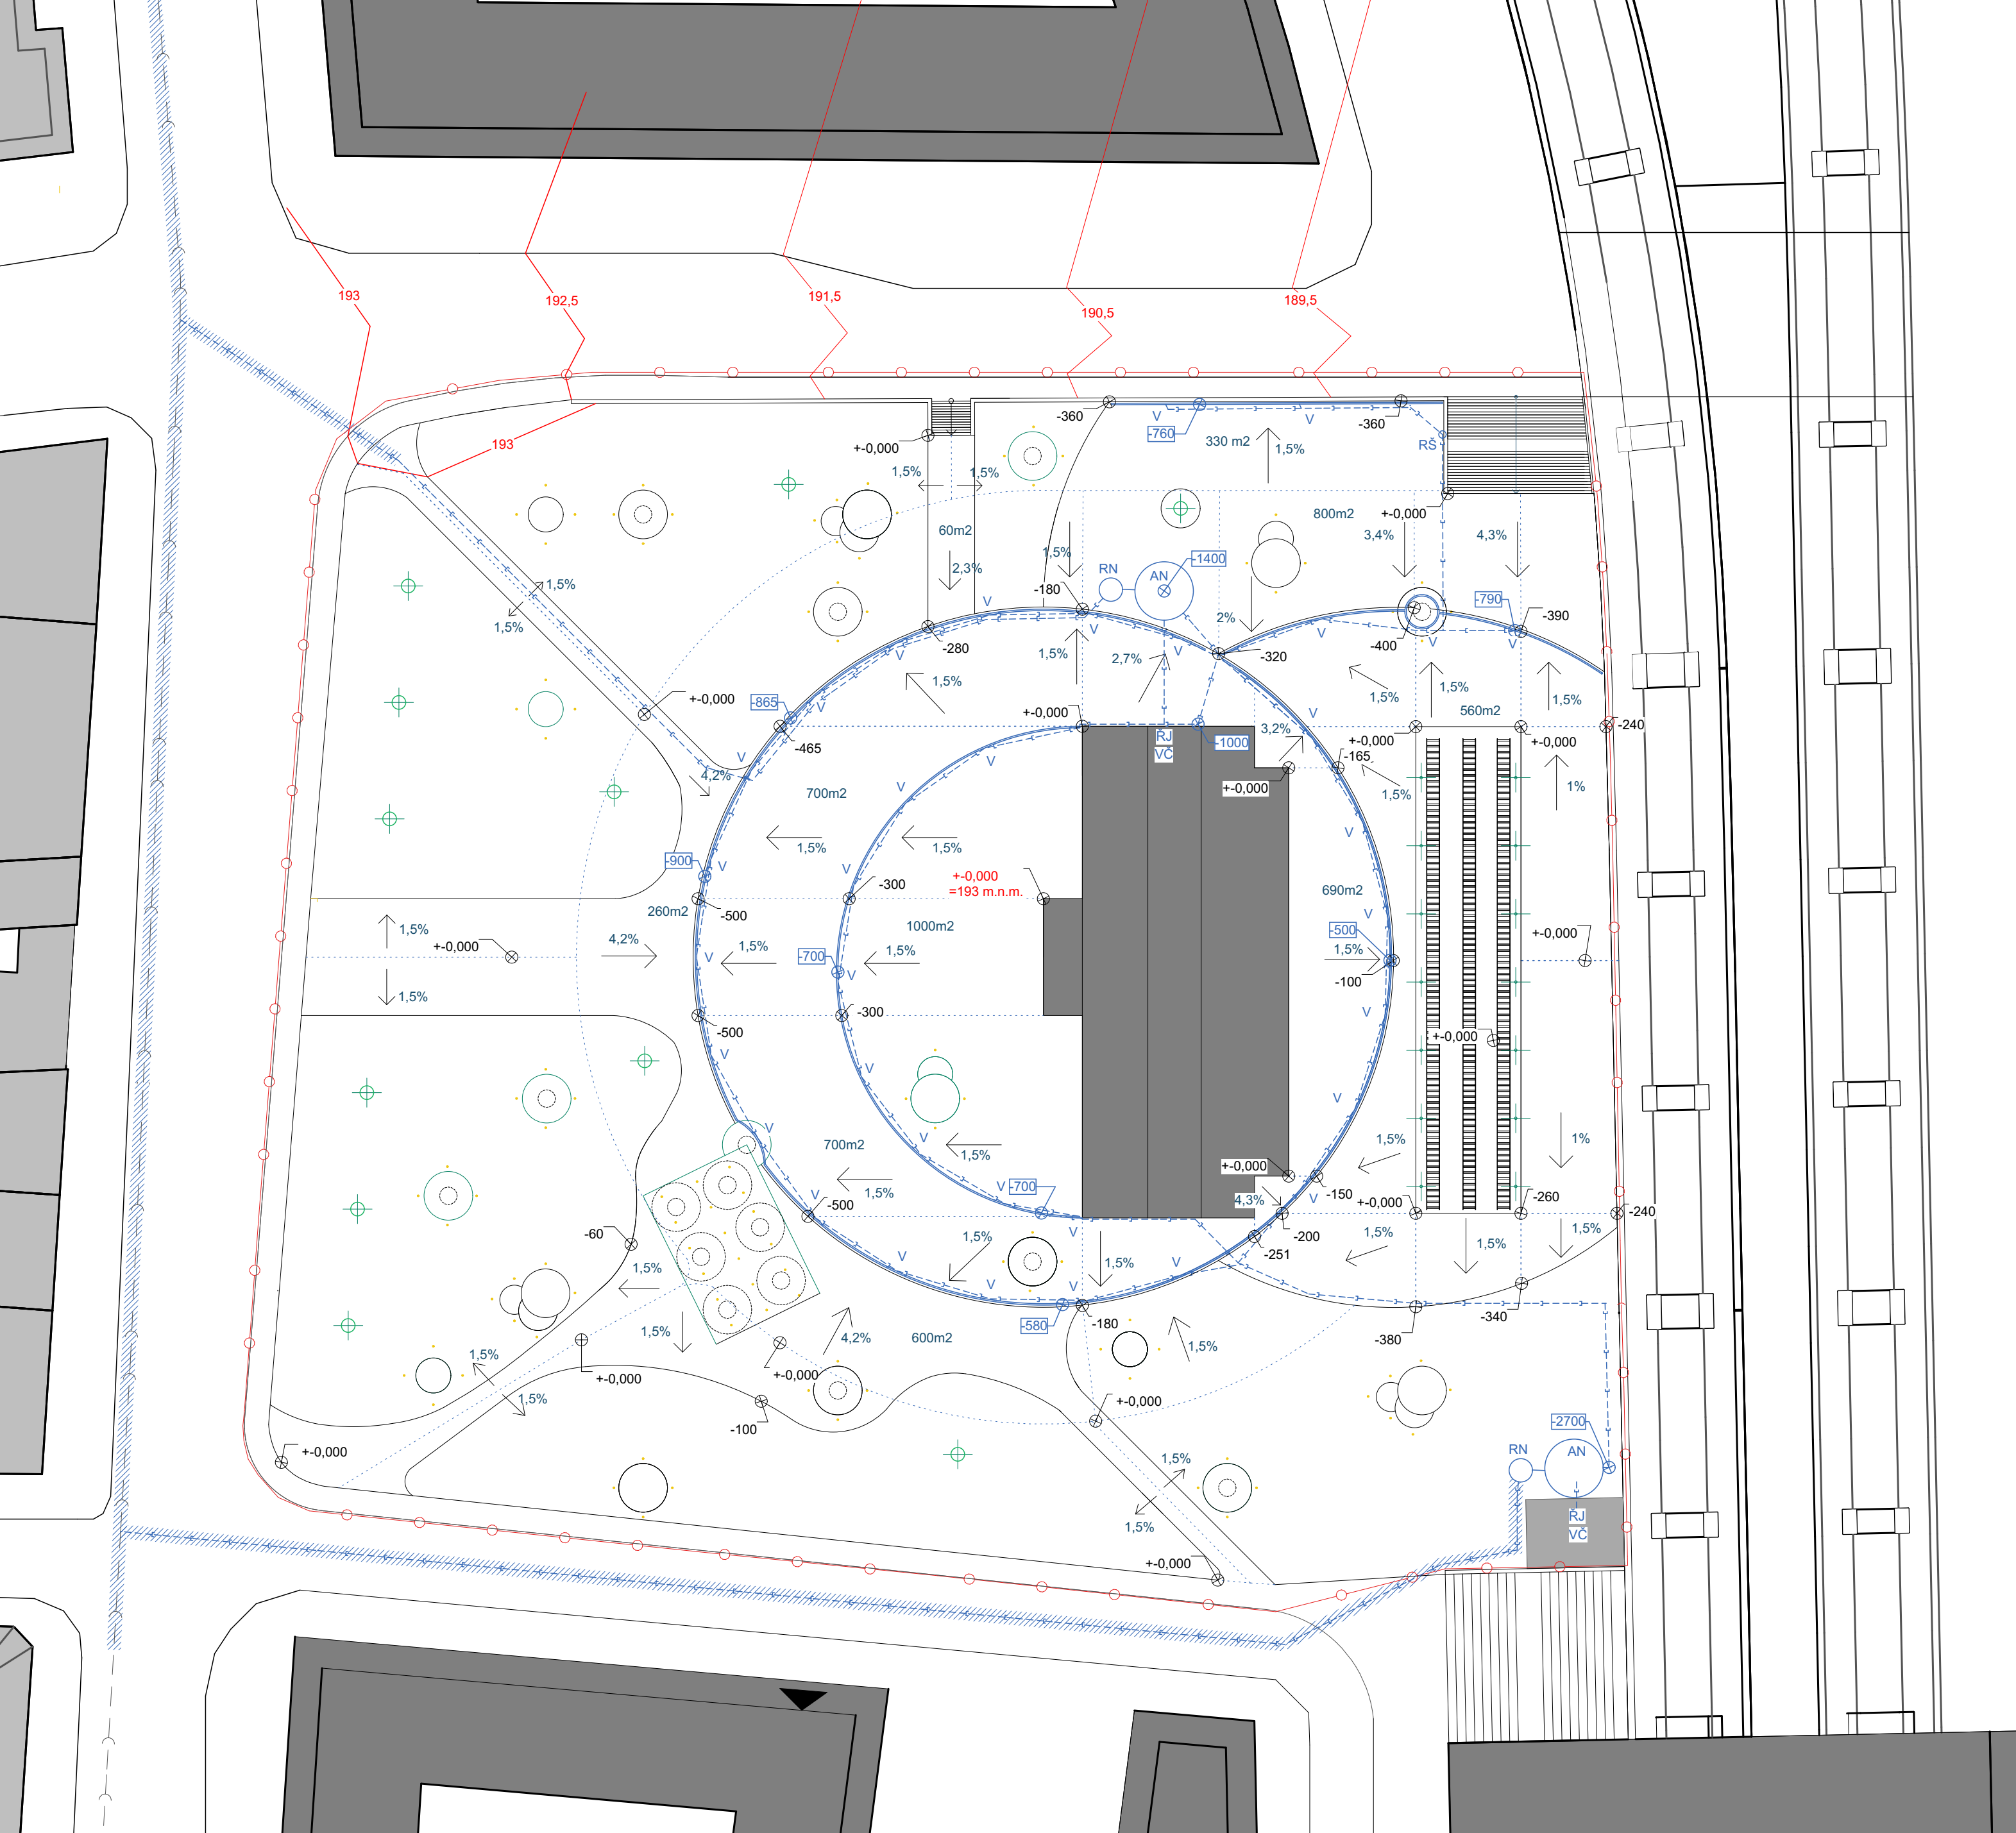 193
192,5
191,5
190,5
189,5
193
-360
V
-760
V
-360
RŠ
330 m2
1,5%
+-0,000
1,5%
1,5%
60m2
2,3%
800m2
+-0,000
3,4%
4,3%
1,5%
RN
AN
-1400
-180
V
V
V
1,5%
1,5%
2%
-790
-390
-400
V
V
V
-280
V
-320
1,5%
2,7%
1,5%
1,5%
1,5%
1,5%
560m2
+-0,000
-865
V
-465
+-0,000
V
-240
+-0,000
+-0,000
ŘJ
VČ
-1000
3,2%
-165
V
V
4,2%
700m2
V
+-0,000
1,5%
1%
V
1,5%
1,5%
-900
V
V
-300
+-0,000
=193 m.n.m.
690m2
260m2
-500
1000m2
V
-500
+-0,000
+-0,000
1,5%
4,2%
1,5%
V
-700
V
1,5%
1,5%
-100
1,5%
-300
V
+-0,000
-500
V
V
V
V
V
700m2
1,5%
1,5%
1%
1,5%
+-0,000
V
-700
4,3%
V
-150
+-0,000
-260
-240
V
-500
-60
V
-200
1,5%
1,5%
1,5%
-251
1,5%
V
1,5%
V
1,5%
V
V
-580
-180
-340
-380
1,5%
4,2%
600m2
1,5%
1,5%
1,5%
+-0,000
+-0,000
+-0,000
-100
+-0,000
-2700
RN
AN
1,5%
1,5%
ŘJ
VČ
+-0,000